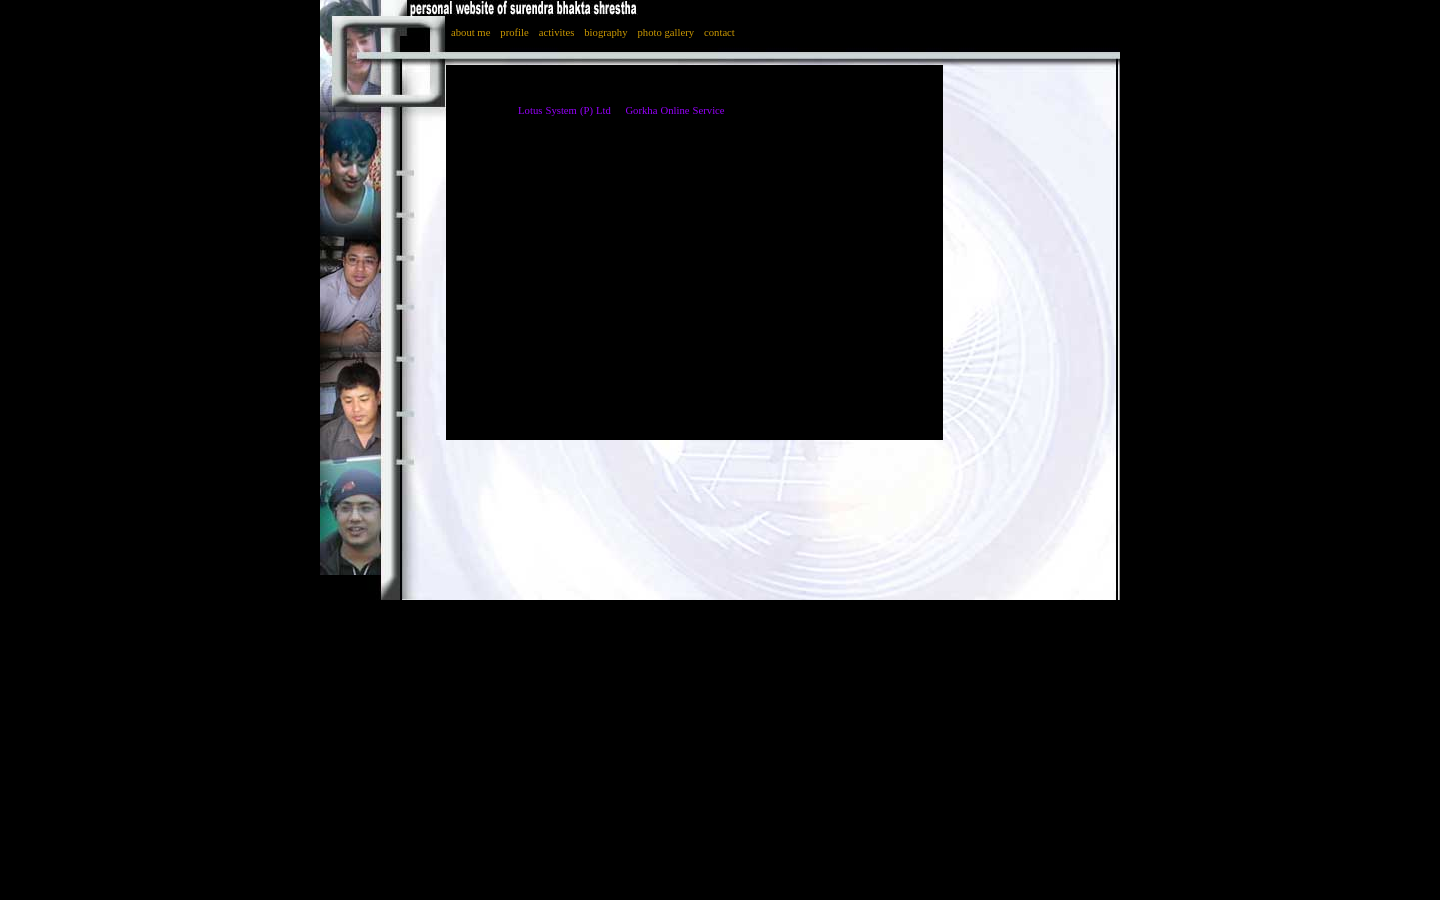 personal website of surendra bhakta shrestha
about me profile activites biography photo gallery contact
Lotus System (P) Ltd Gorkha Online Service